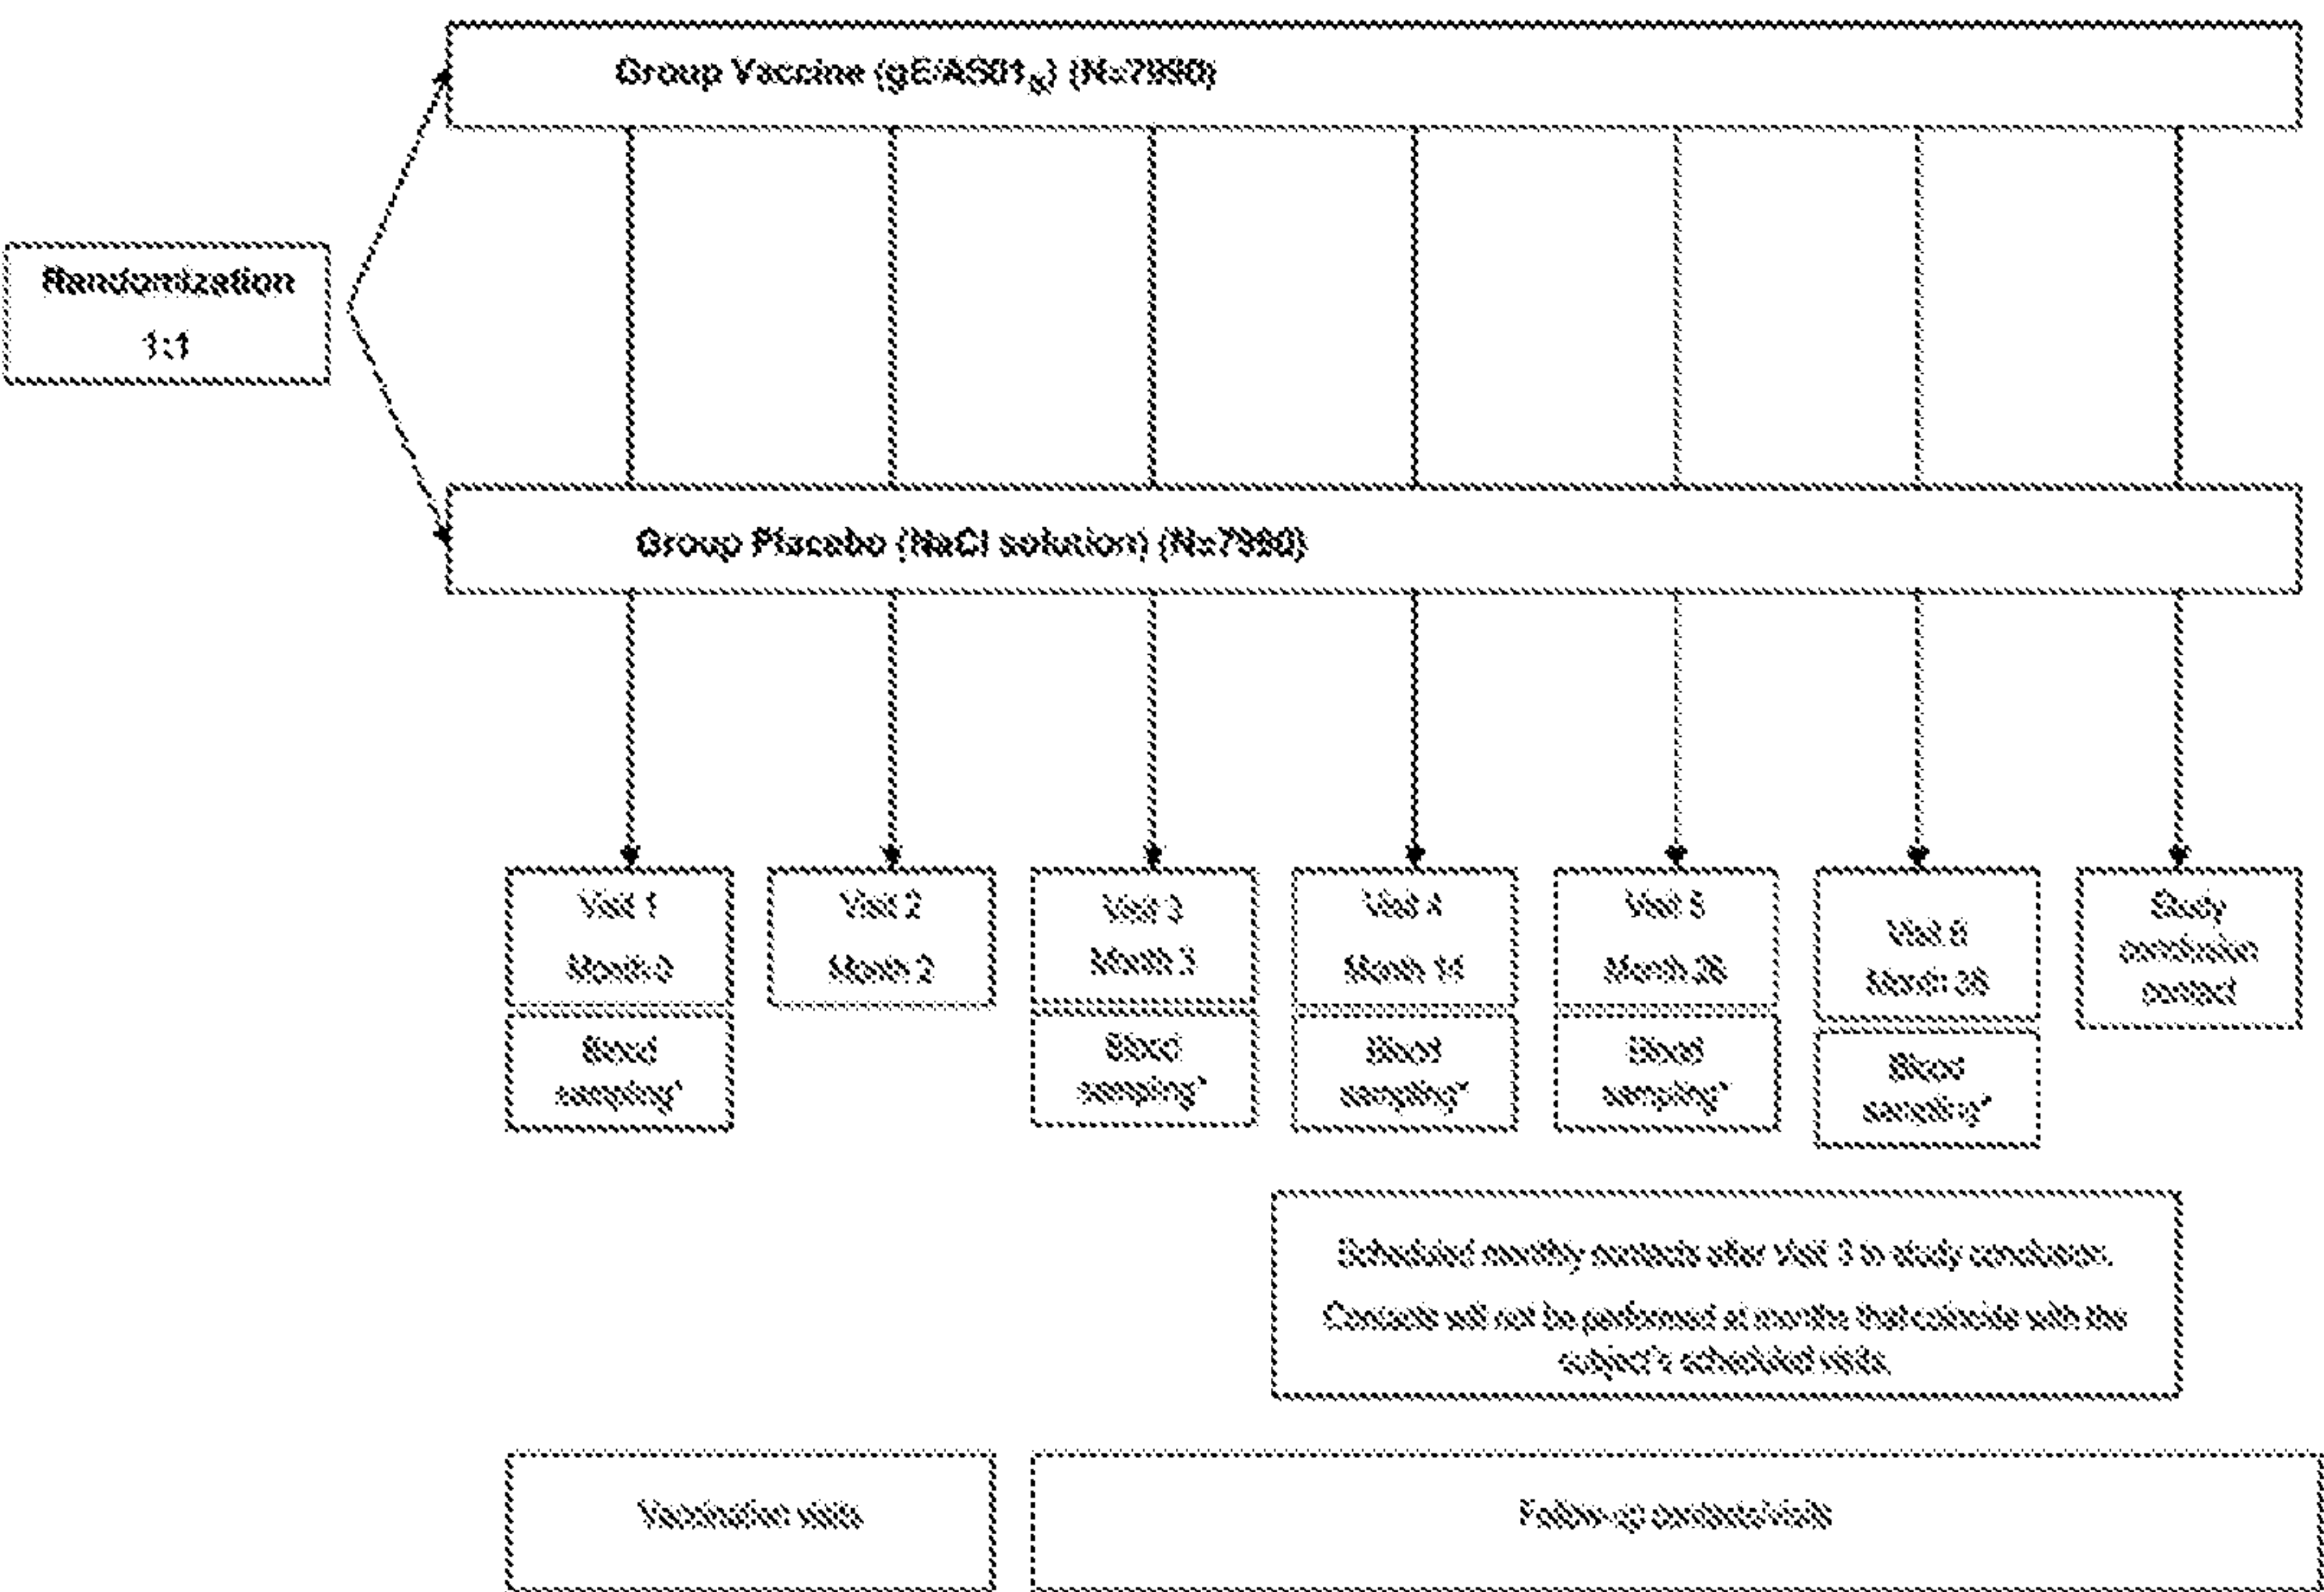 Group Vaccine (gE/AS01B) (N=7980)
Randomization
1:1
Group Placebo (NaCl solution) (N=7980)
Visit 1
Month 0
Blood
sampling*
Visit 2
Month 2
Visit 3
Month 3
Blood
sampling*
Visit 4
Month 14
Blood
sampling*
Visit 5
Month 26
Blood
sampling*
Visit 6
Month 38
Blood
sampling*
Study
conclusion
contact
Scheduled monthly contacts after Visit 3 to study conclusion.
Contacts will not be performed at months that coincide with the
subject's scheduled visits.
Vaccination visits
Follow-up contacts/visits